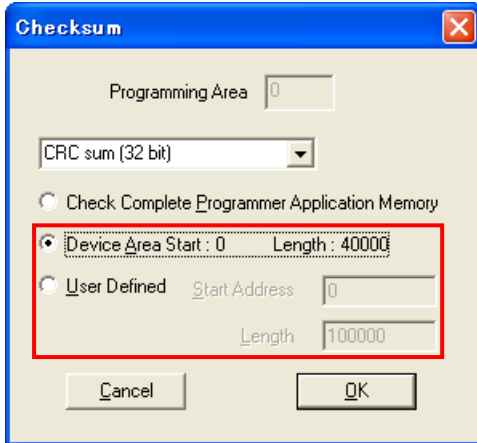 Checksum
Programming Area 0
CRC sum (32 bit)
Check Complete Programmer Application Memory
Device Area Start : 0 Length : 40000
User Defined Start Address 0
Length 100000
Cancel OK